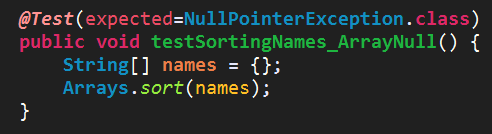 @Test(expected=NullPointerException.class)
public void testSortingNames_ArrayNull() {
    String[] names = {};
    Arrays.sort(names);
}